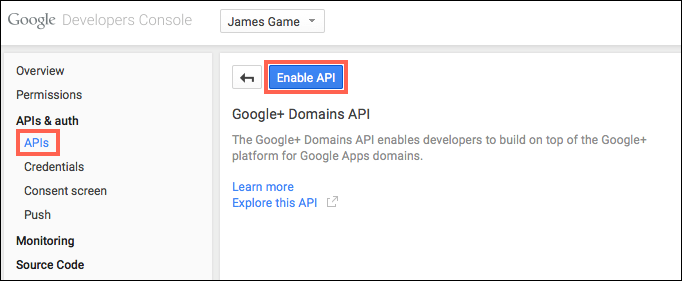 Google Developers Console
James Game
Overview
Permissions
APIs & auth
APIs
Credentials
Consent screen
Push
Monitoring
Source Code
Enable API
Google+ Domains API
The Google+ Domains API enables developers to build on top of the Google+
platform for Google Apps domains.
Learn more
Explore this API